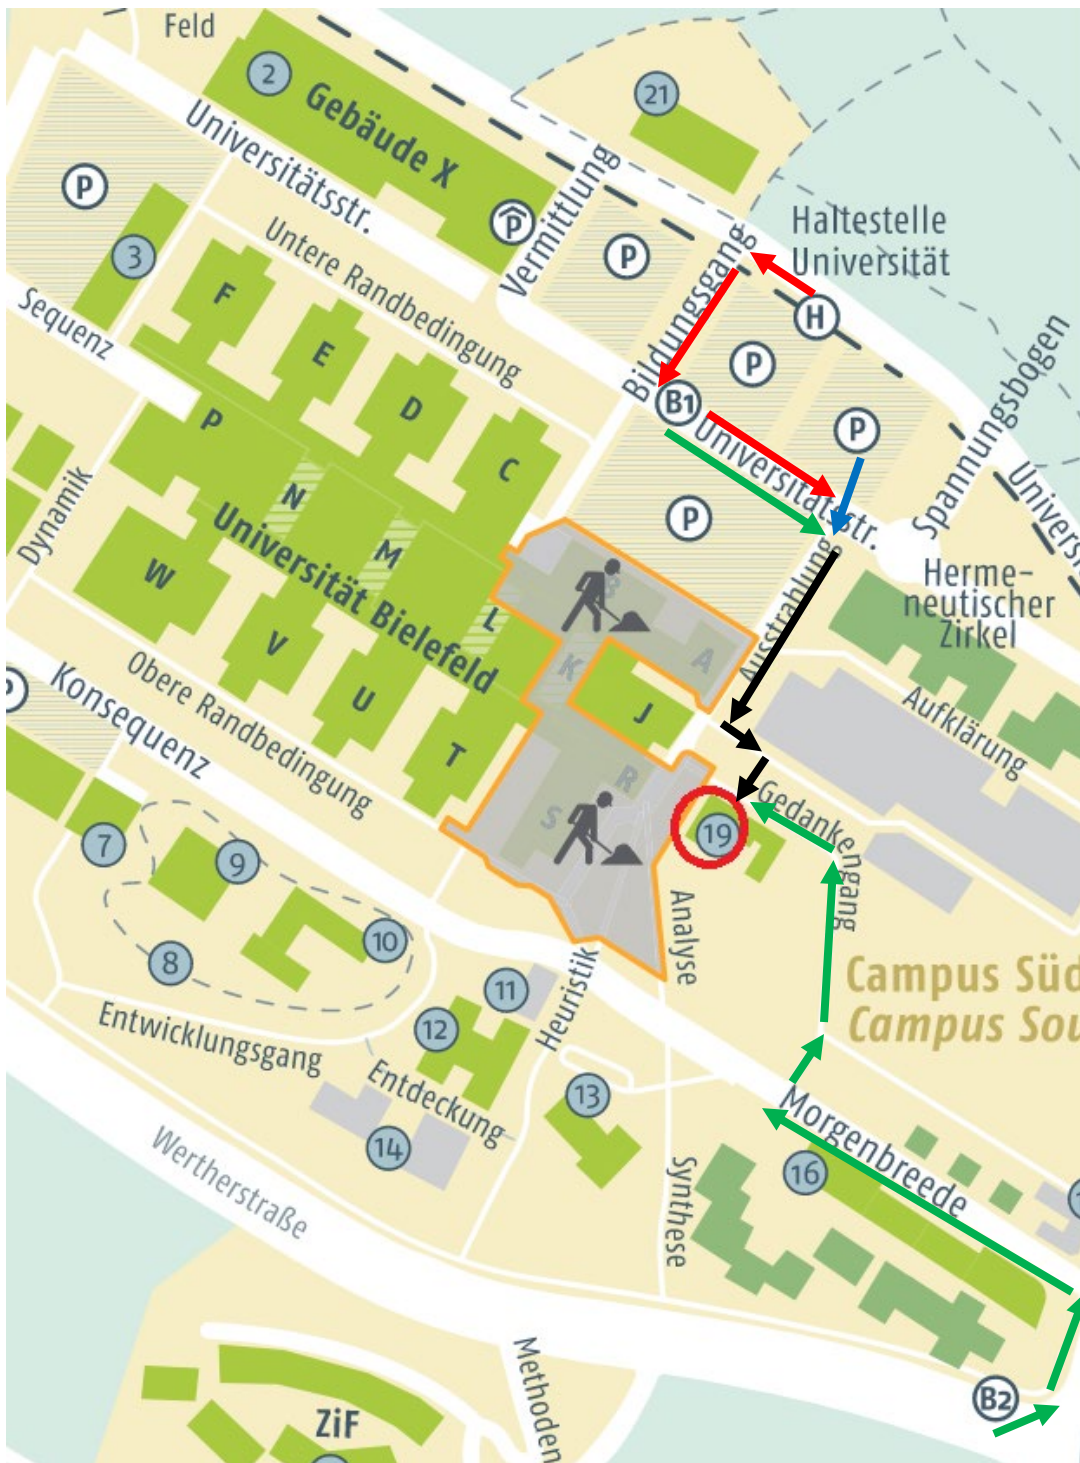 Feld
2
Gebäude X
21
Universitätsstr.
P
P
Vermittlung
P
Bildungsgang
Haltestelle
Universität
H
3
Untere Randbedingung
Sequenz
F
E
D
C
P
B1
P
P
Universitätsstr.
Spannungsbogen
P
N
M
L
Universität Bielefeld
Dynamik
W
V
U
T
B
K
A
J
R
S
Ausstrahlung
Herme-
neutischer
Zirkel
Aufklärung
Gedankengang
19
Konsequenz
Obere Randbedingung
7
9
10
8
11
12
13
14
Analyse
Heuristik
Entwicklungsgang
Entdeckung
Campus Süd
Campus Sou
Morgenbreede
16
Synthese
Wertherstraße
Methoden
B2
ZiF